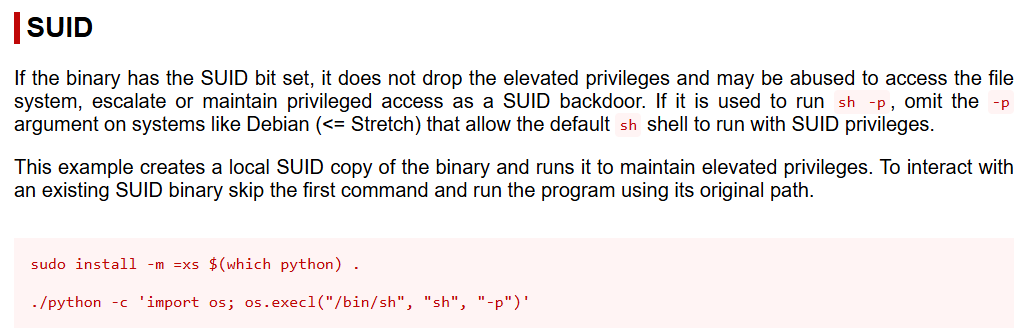 SUID
If the binary has the SUID bit set, it does not drop the elevated privileges and may be abused to access the file
system, escalate or maintain privileged access as a SUID backdoor. If it is used to run sh -p, omit the -p
argument on systems like Debian (<= Stretch) that allow the default sh shell to run with SUID privileges.
This example creates a local SUID copy of the binary and runs it to maintain elevated privileges. To interact with
an existing SUID binary skip the first command and run the program using its original path.
sudo install -m =xs $(which python) .
./python -c 'import os; os.execl("/bin/sh", "sh", "-p")'